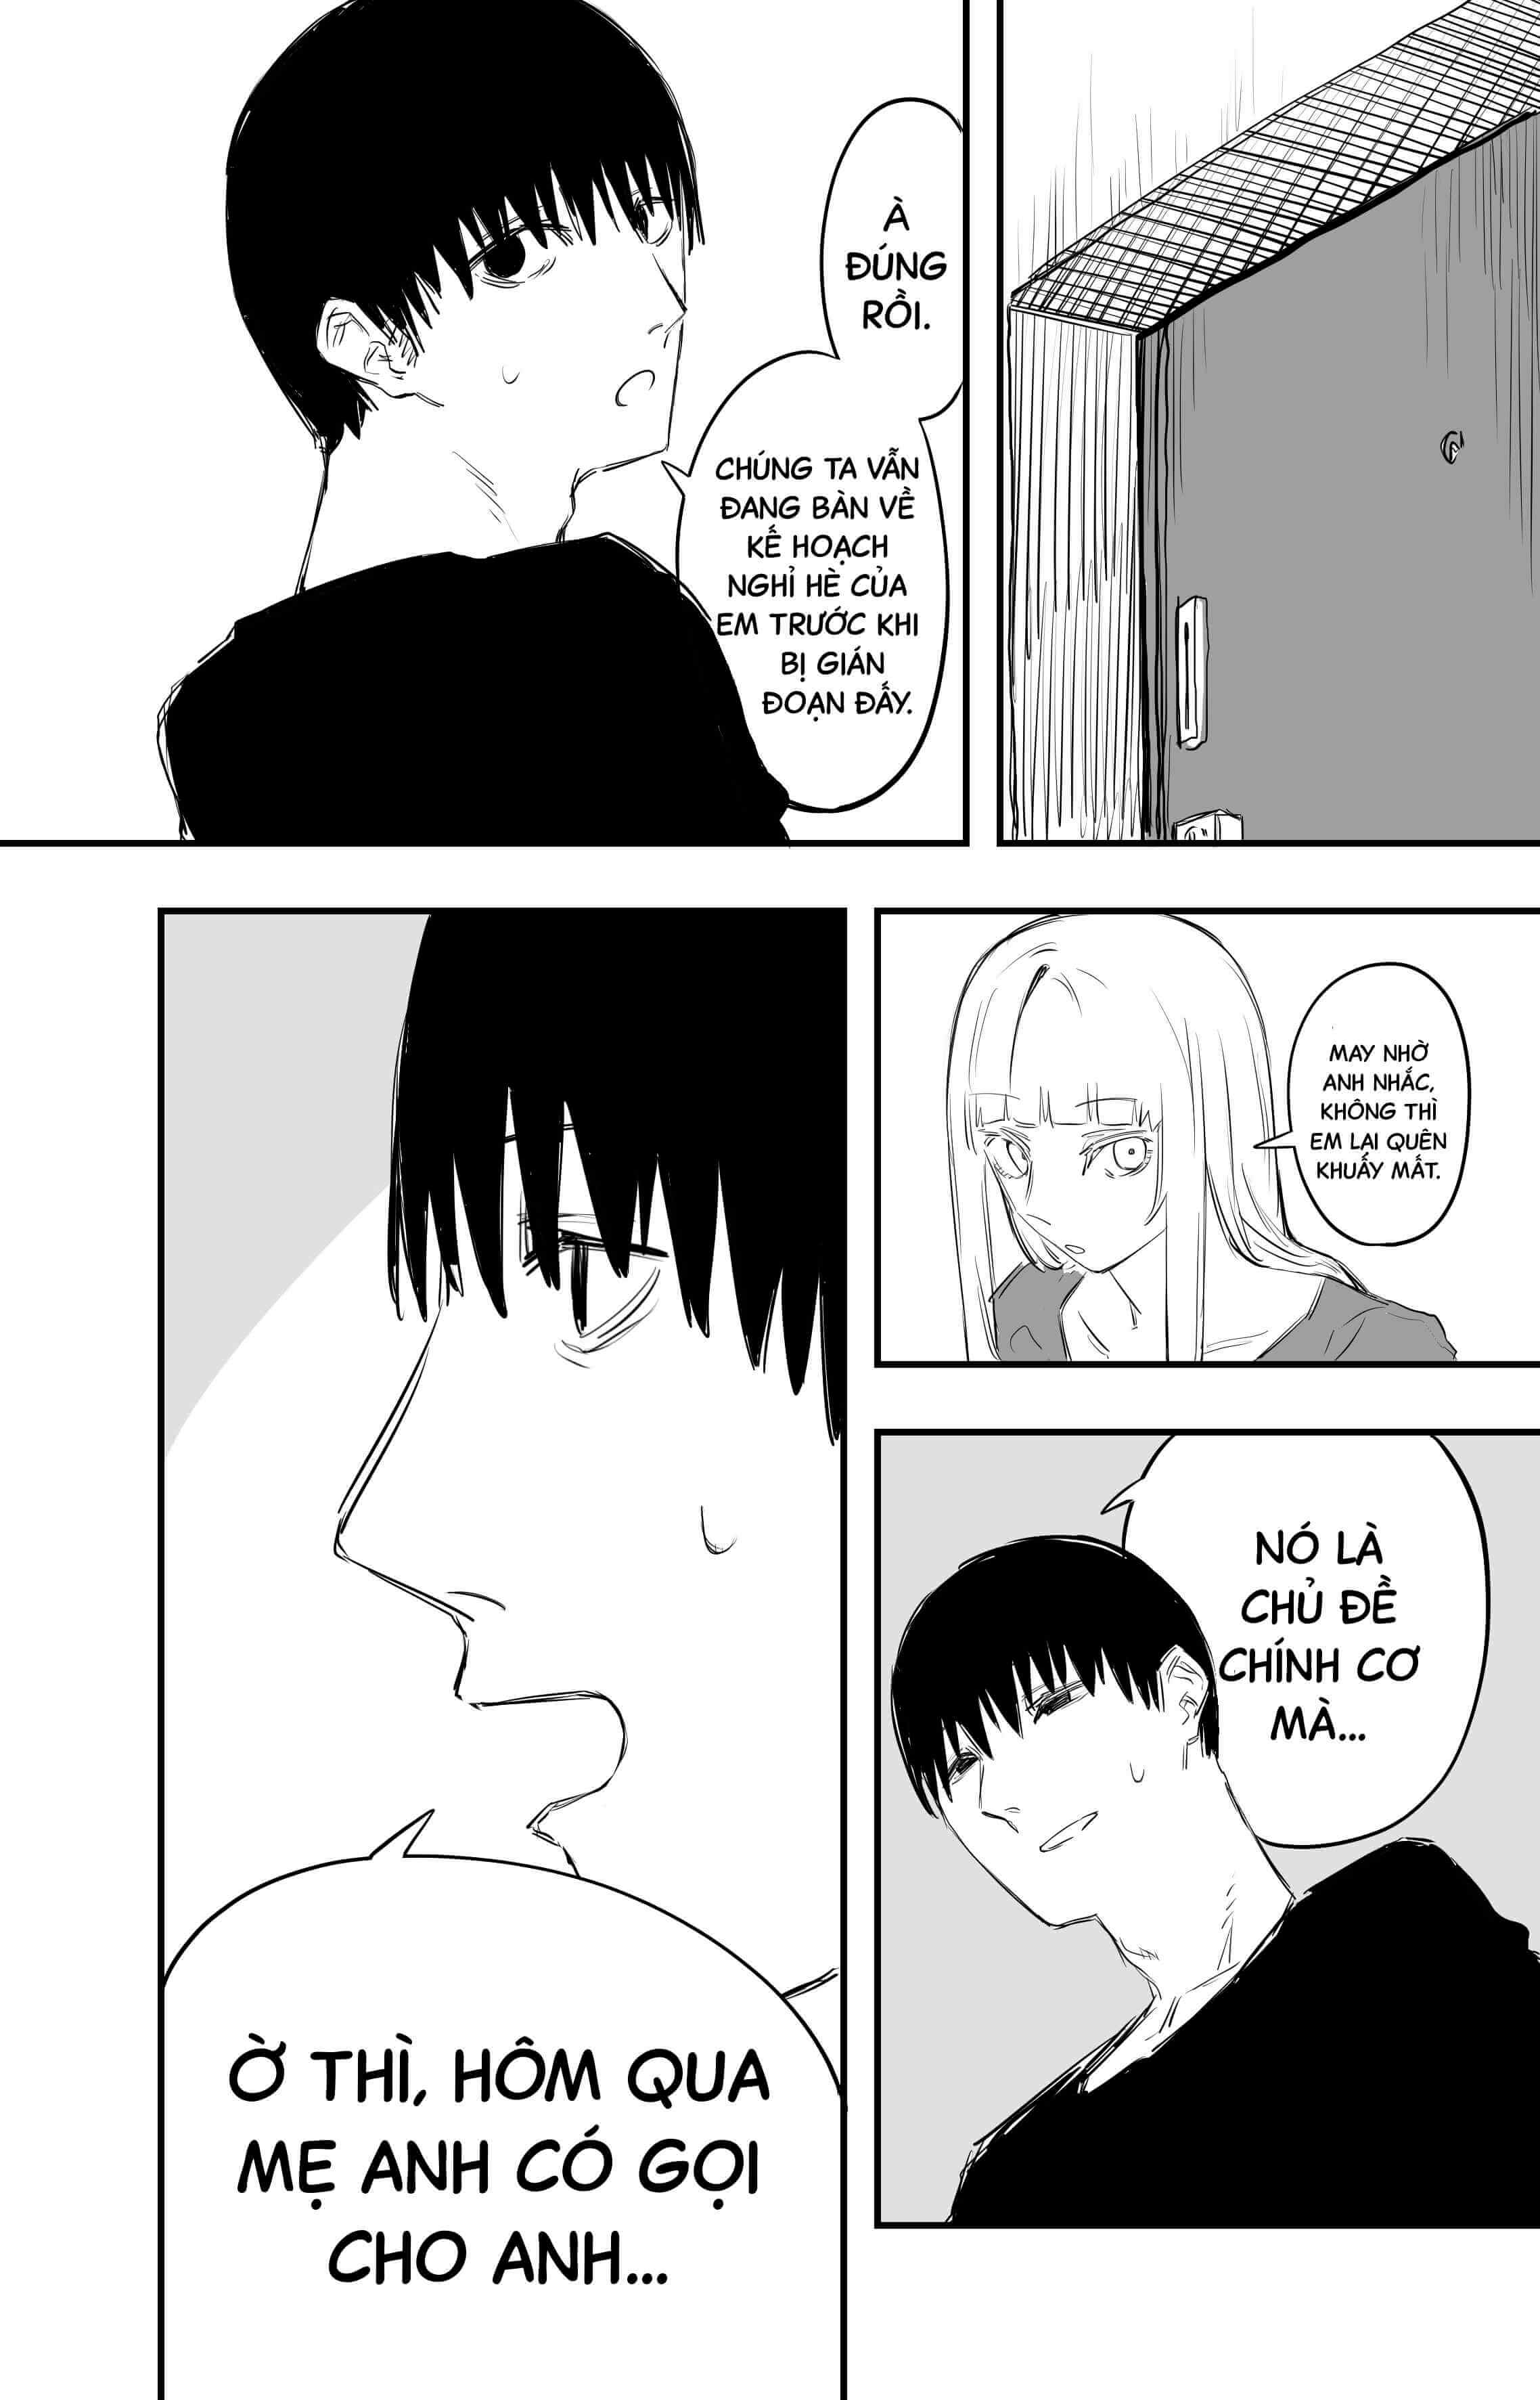 À
ĐÚNG
RỒI.
CHÚNG TA VẪN
ĐANG BÀN VỀ
KẾ HOẠCH
NGHỈ HÈ CỦA
EM TRƯỚC KHI
BỊ GIÁN
ĐOẠN ĐẤY.
MAY NHỜ
ANH NHẮC,
KHÔNG THÌ
EM LẠI QUÊN
KHUẤY MẤT.
NÓ LÀ
CHỦ ĐỀ
CHÍNH CƠ
MÀ...
Ờ THÌ, HÔM QUA
MẸ ANH CÓ GỌI
CHO ANH...